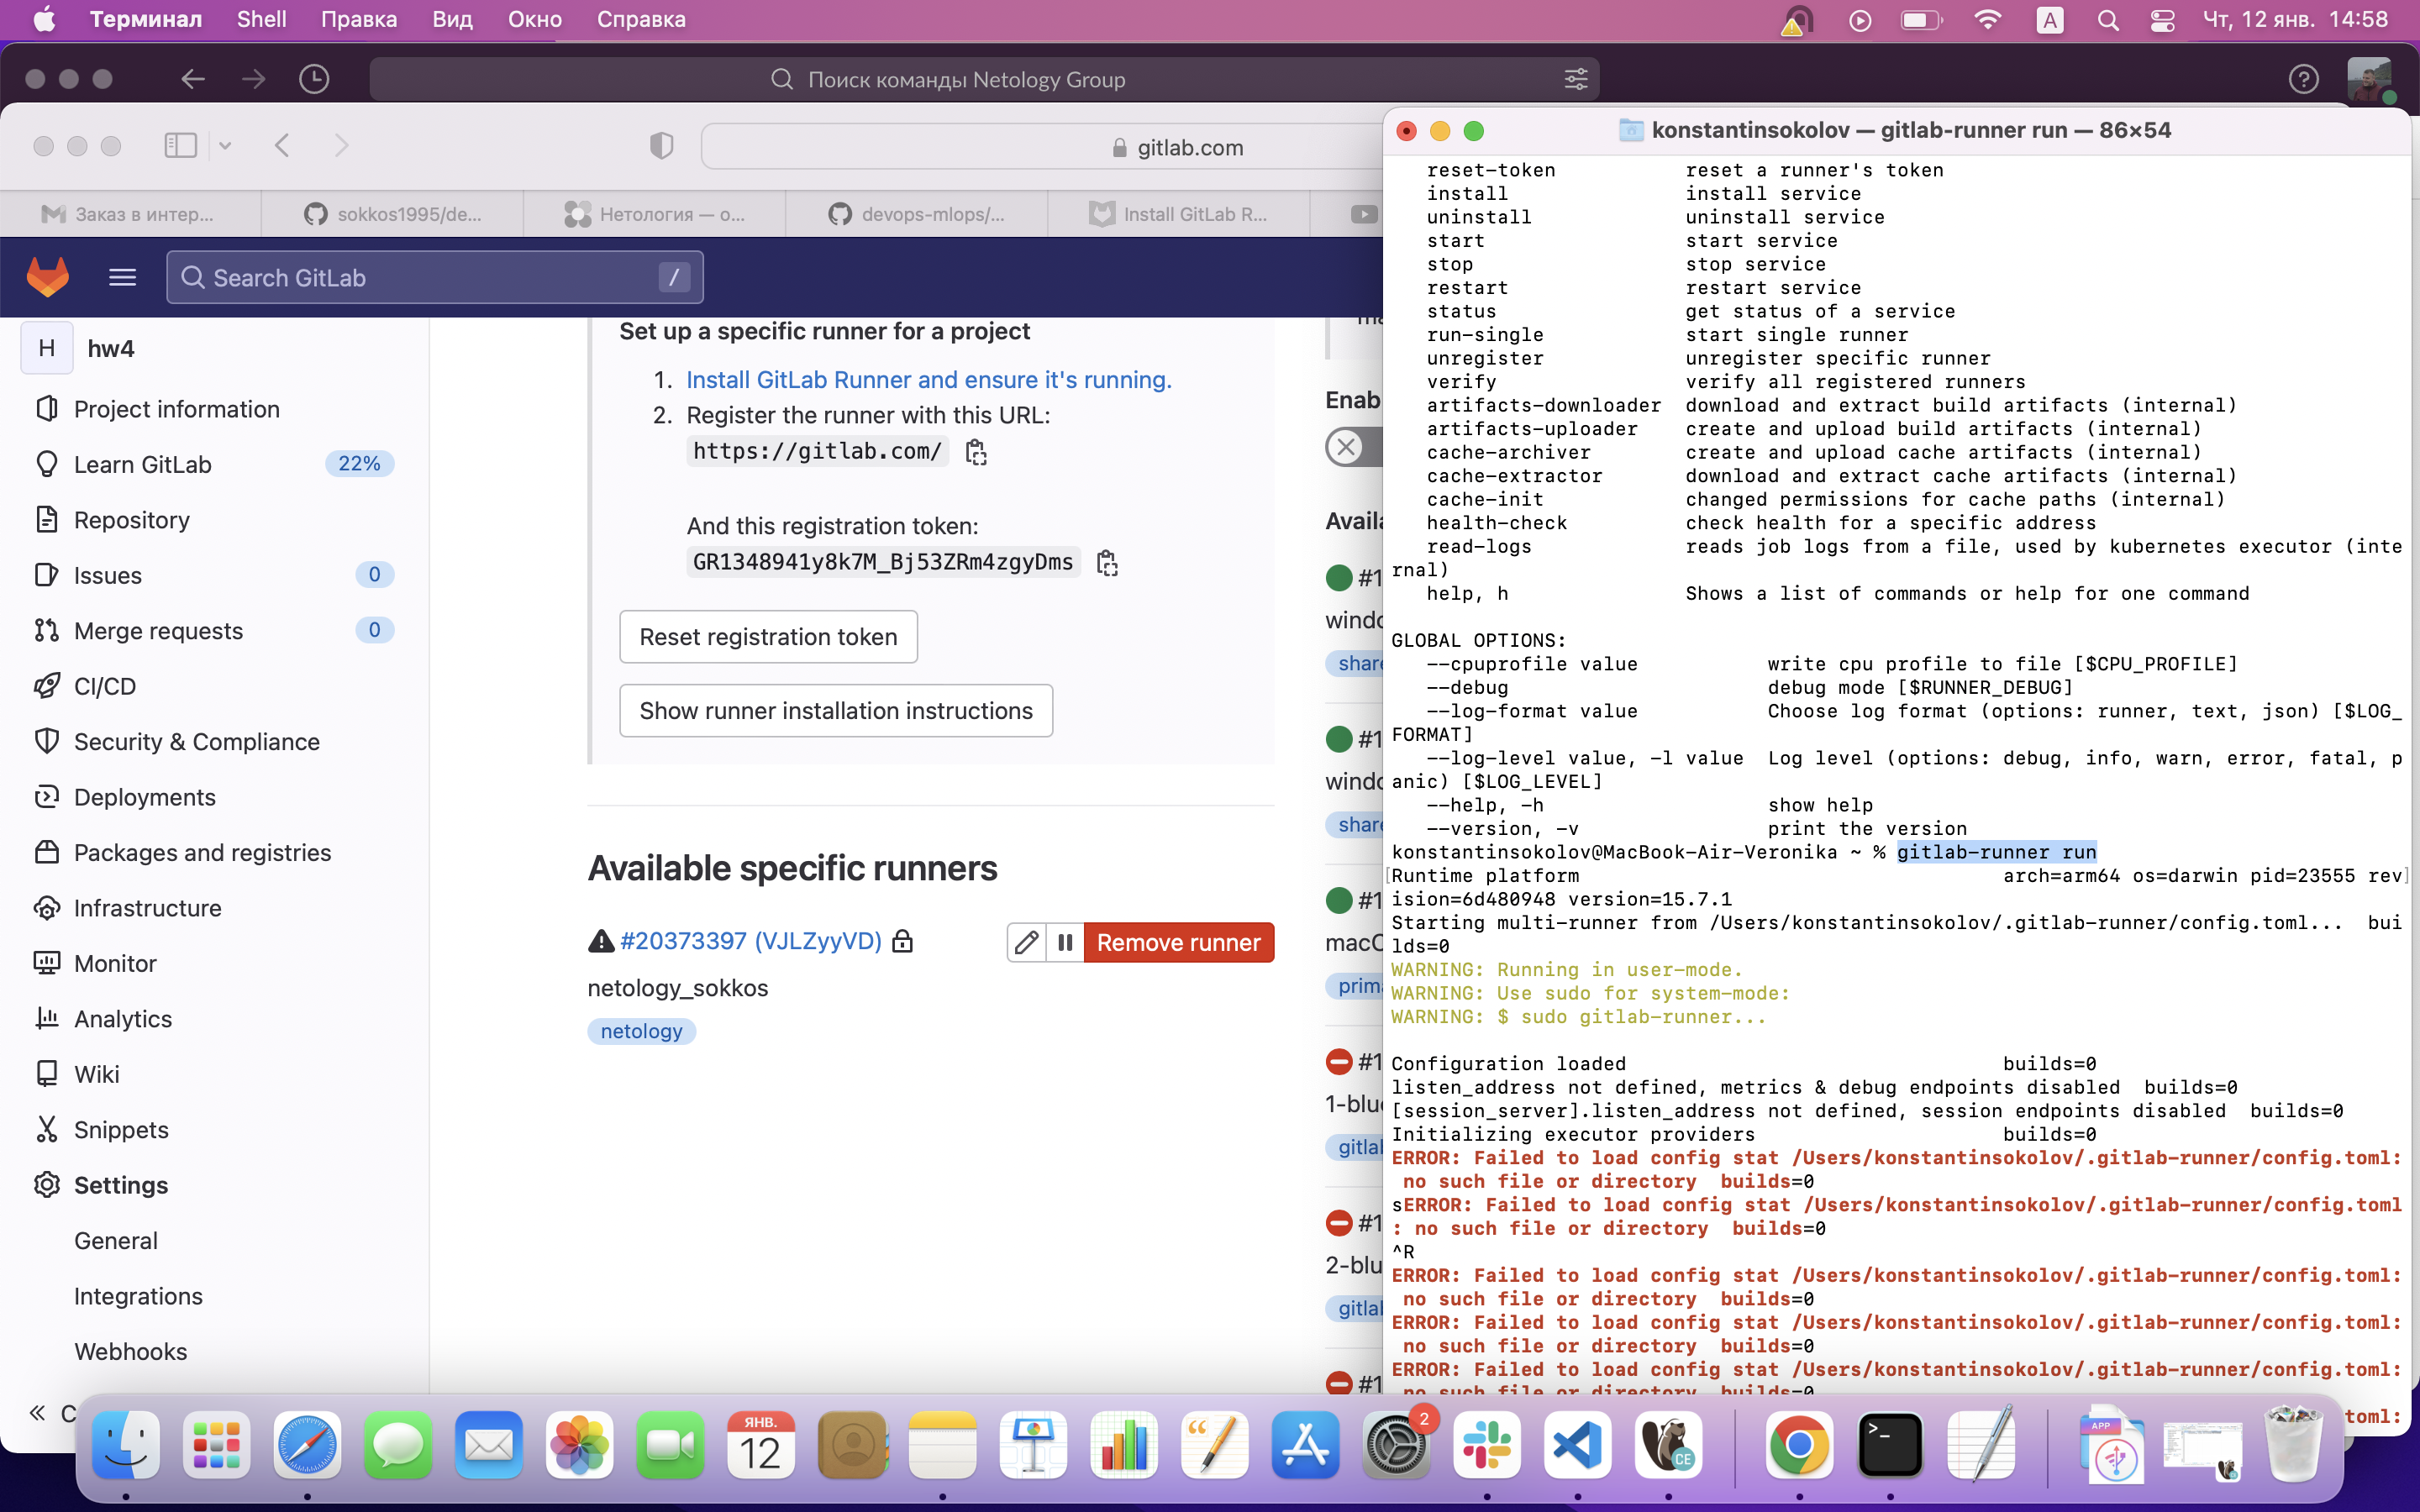 Терминал Shell Правка Вид Окно Справка A Чт, 12 янв. 14:58
Поиск команды Netology Group
gitlab.com
Заказ в интер... sokkos1995/de... Нетология — о... devops-mlops/... Install GitLab R...
Search GitLab /
H hw4
Project information
Learn GitLab 22%
Repository
Issues 0
Merge requests 0
CI/CD
Security & Compliance
Deployments
Packages and registries
Infrastructure
Monitor
Analytics
Wiki
Snippets
Settings
General
Integrations
Webhooks
« C
Set up a specific runner for a project
1. Install GitLab Runner and ensure it's running.
2. Register the runner with this URL:
https://gitlab.com/
And this registration token:
GR1348941y8k7M_Bj53ZRm4zgyDms
Reset registration token
Show runner installation instructions
Available specific runners
#20373397 (VJLZyyVD) Remove runner
netology_sokkos
netology
Enab
Availa
#1
windo
share
#1
windo
share
#1
macO
prima
#1
1-blue
gitlab
#1
2-blu
gitlab
#1
konstantinsokolov — gitlab-runner run — 86×54
reset-token reset a runner's token
install install service
uninstall uninstall service
start start service
stop stop service
restart restart service
status get status of a service
run-single start single runner
unregister unregister specific runner
verify verify all registered runners
artifacts-downloader download and extract build artifacts (internal)
artifacts-uploader create and upload build artifacts (internal)
cache-archiver create and upload cache artifacts (internal)
cache-extractor download and extract cache artifacts (internal)
cache-init changed permissions for cache paths (internal)
health-check check health for a specific address
read-logs reads job logs from a file, used by kubernetes executor (inte
rnal)
help, h Shows a list of commands or help for one command
GLOBAL OPTIONS:
--cpuprofile value write cpu profile to file [$CPU_PROFILE]
--debug debug mode [$RUNNER_DEBUG]
--log-format value Choose log format (options: runner, text, json) [$LOG_
FORMAT]
--log-level value, -l value Log level (options: debug, info, warn, error, fatal, p
anic) [$LOG_LEVEL]
--help, -h show help
--version, -v print the version
konstantinsokolov@MacBook-Air-Veronika ~ % gitlab-runner run
[Runtime platform arch=arm64 os=darwin pid=23555 rev]
ision=6d480948 version=15.7.1
Starting multi-runner from /Users/konstantinsokolov/.gitlab-runner/config.toml... bui
lds=0
WARNING: Running in user-mode.
WARNING: Use sudo for system-mode:
WARNING: $ sudo gitlab-runner...
Configuration loaded builds=0
listen_address not defined, metrics & debug endpoints disabled builds=0
[session_server].listen_address not defined, session endpoints disabled builds=0
Initializing executor providers builds=0
ERROR: Failed to load config stat /Users/konstantinsokolov/.gitlab-runner/config.toml:
no such file or directory builds=0
sERROR: Failed to load config stat /Users/konstantinsokolov/.gitlab-runner/config.toml
: no such file or directory builds=0
^R
ERROR: Failed to load config stat /Users/konstantinsokolov/.gitlab-runner/config.toml:
no such file or directory builds=0
ERROR: Failed to load config stat /Users/konstantinsokolov/.gitlab-runner/config.toml:
no such file or directory builds=0
ERROR: Failed to load config stat /Users/konstantinsokolov/.gitlab-runner/config.toml:
no such file or directory builds=0
toml:
ЯНВ.
12
2
CE
>_
APP